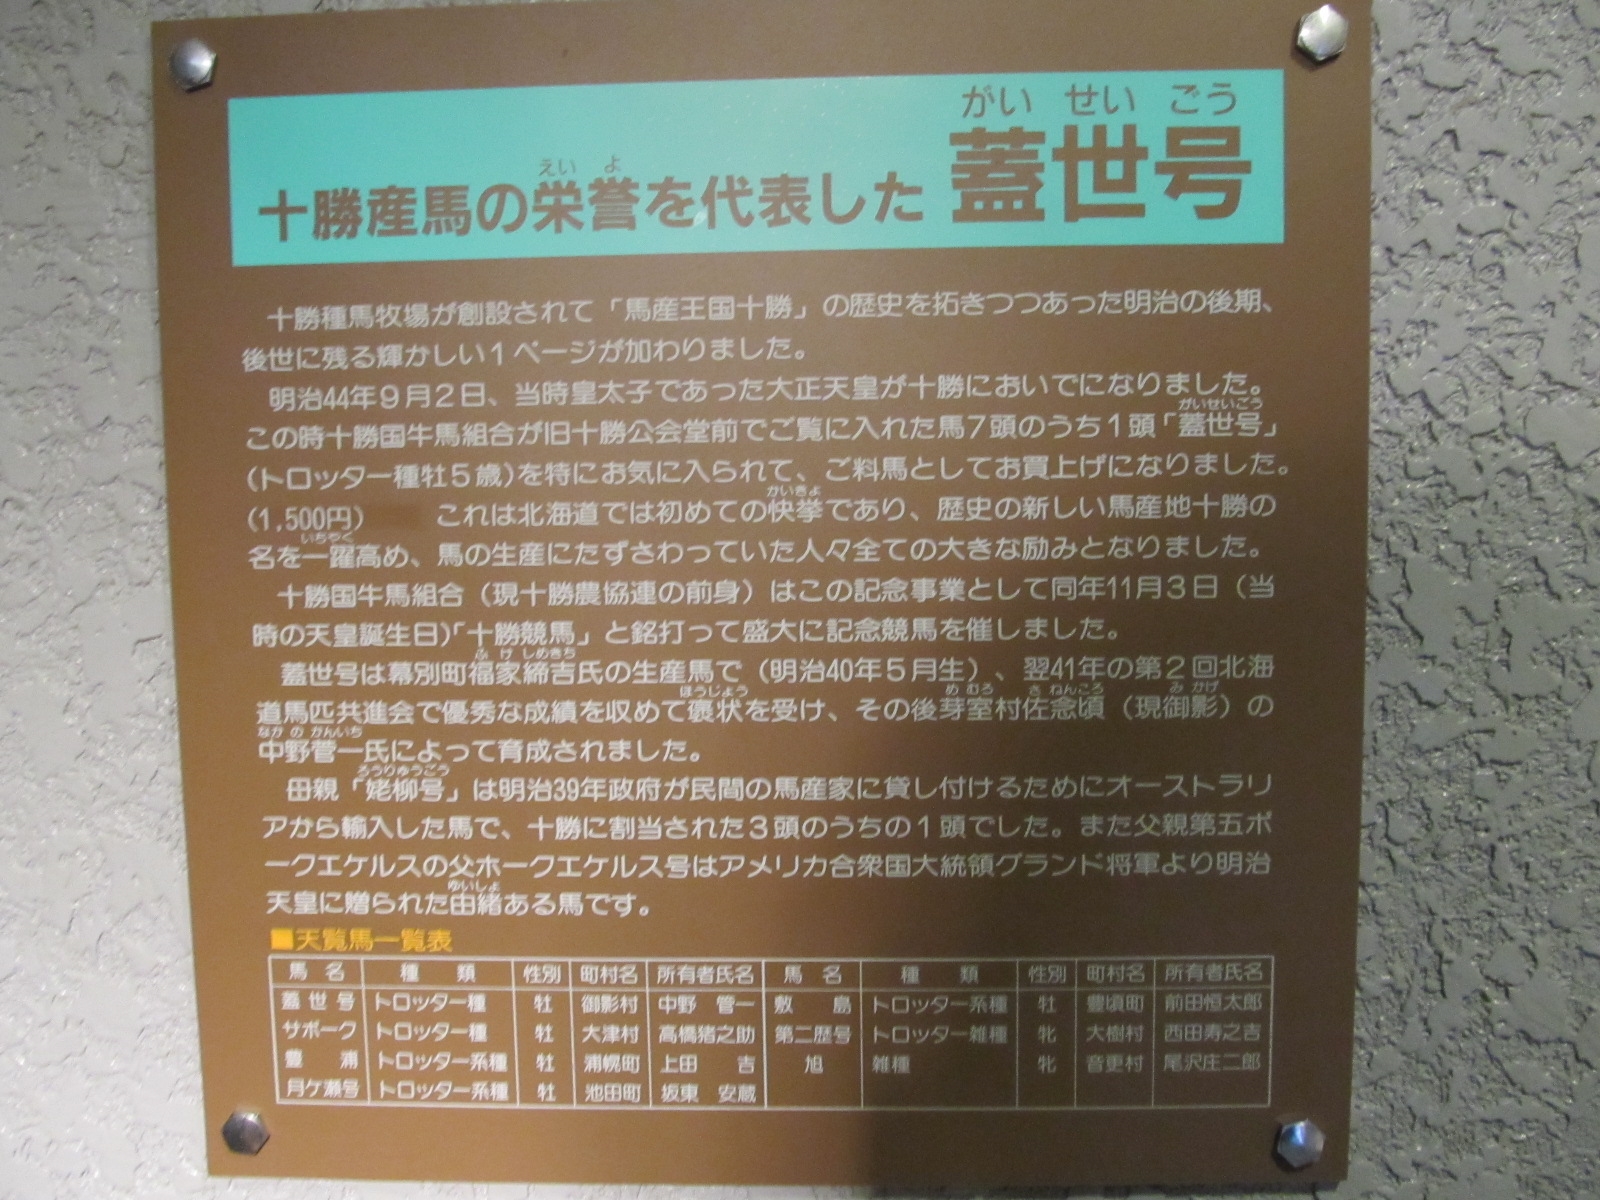 がいせいごう
えいよ
十勝産馬の栄誉を代表した 蓋世号
十勝種馬牧場が創設されて「馬産王国十勝」の歴史を拓きつつあった明治の後期、
後世に残る輝かしい1ページが加わりました。
明治44年9月2日、当時皇太子であった大正天皇が十勝においでになりました。
がいせいごう
この時十勝国牛馬組合が旧十勝公会堂前でご覧に入れた馬7頭のうち1頭「蓋世号」
(トロッター種牡5歳)を特にお気に入られて、ご料馬としてお買上げになりました。
かいきょ
(1,500円) これは北海道では初めての快挙であり、歴史の新しい馬産地十勝の
いちやく
名を一躍高め、馬の生産にたずさわっていた人々全ての大きな励みとなりました。
十勝国牛馬組合（現十勝農協連の前身）はこの記念事業として同年11月3日（当
時の天皇誕生日)「十勝競馬」と銘打って盛大に記念競馬を催しました。
ふけしめきち
蓋世号は幕別町福家締吉氏の生産馬で（明治40年5月生）、翌41年の第2回北海
ほうじょう めむろ さねんころ みかげ
道馬匹共進会で優秀な成績を収めて褒状を受け、その後芽室村佐念頃（現御影）の
なかのかんいち
中野菅一氏によって育成されました。
ろうりゅうごう
母親「姥柳号」は明治39年政府が民間の馬産家に貸し付けるためにオーストラリ
アから輸入した馬で、十勝に割当された3頭のうちの1頭でした。また父親第五ホ
ークエケルスの父ホークエケルス号はアメリカ合衆国大統領グランド将軍より明治
ゆいしょ
天皇に贈られた由緒ある馬です。
■天覧馬一覧表
馬名 種類 性別 町村名 所有者氏名 馬名 種類 性別 町村名 所有者氏名
蓋世号 トロッター種 牡 御影村 中野 管一 敷島 トロッター系種 牡 豊頃町 前田恒太郎
サポーク トロッター種 牡 大津村 高橋猪之助 第二歴号 トロッター雑種 牝 大樹村 西田寿之吉
豊浦 トロッター系種 牡 浦幌町 上田 吉 旭 雑種 牝 音更村 尾沢庄二郎
月ケ瀬号 トロッター系種 牡 池田町 坂東 安蔵